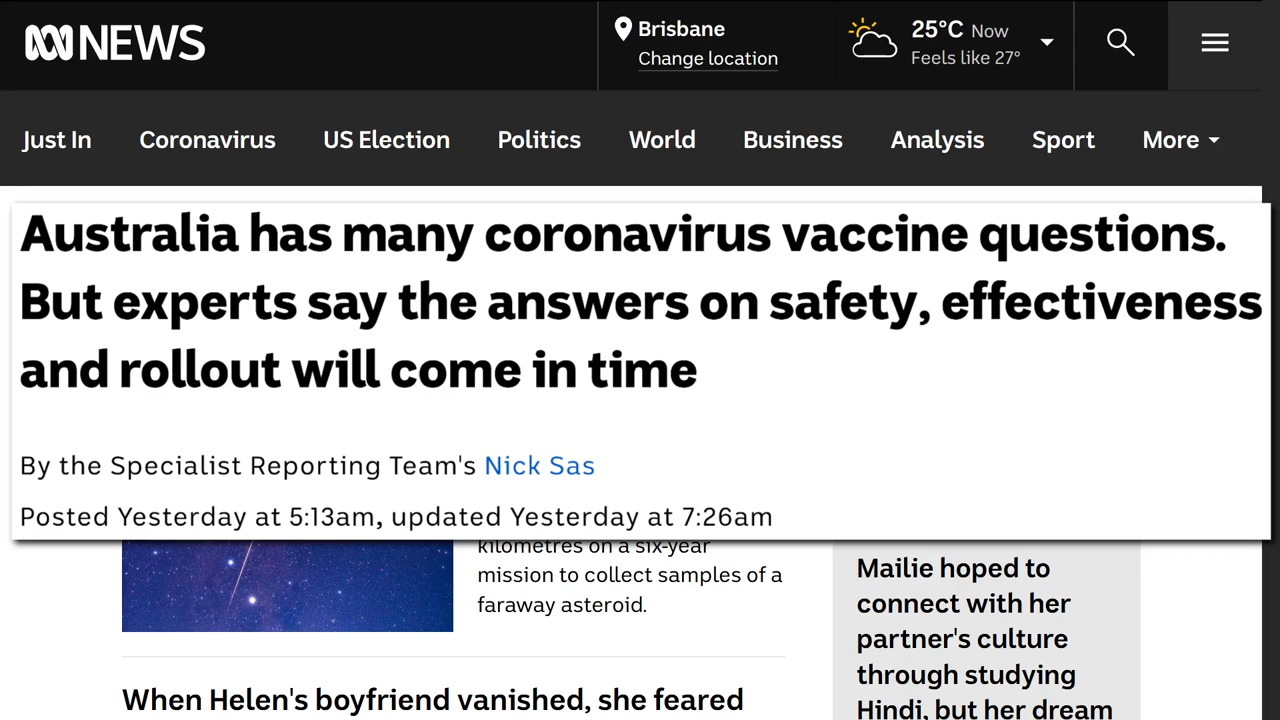 NEWS
Brisbane
Change location
25°C Now
Feels like 27°
Just In Coronavirus US Election Politics World Business Analysis Sport More
Australia has many coronavirus vaccine questions.
But experts say the answers on safety, effectiveness
and rollout will come in time
By the Specialist Reporting Team's Nick Sas
Posted Yesterday at 5:13am, updated Yesterday at 7:26am
kilometres on a six-year
mission to collect samples of a
faraway asteroid.
When Helen's boyfriend vanished, she feared
Mailie hoped to
connect with her
partner's culture
through studying
Hindi, but her dream